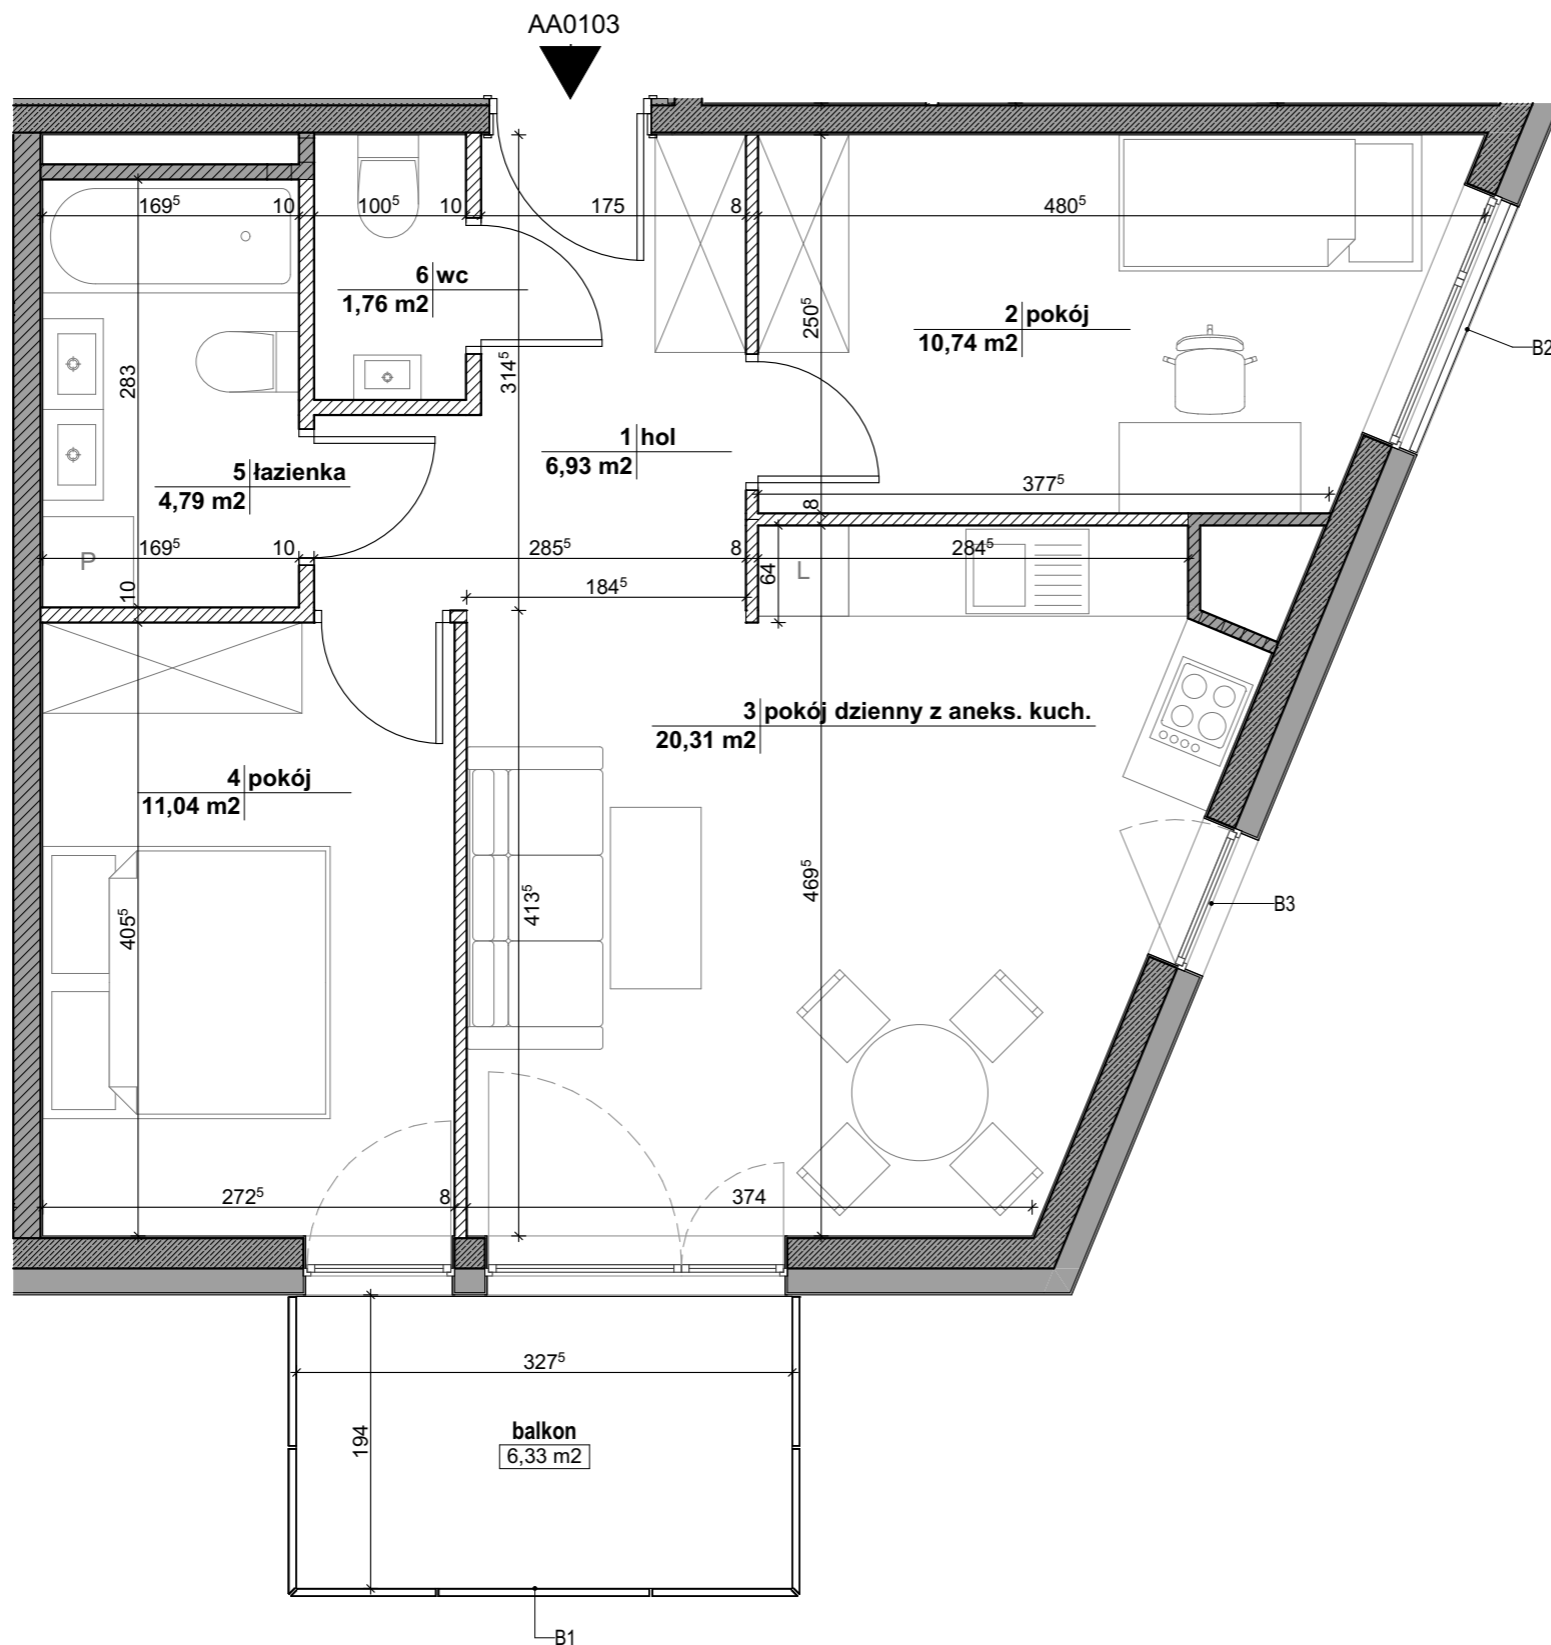 AA0103
169⁵ 10 100⁵ 10 175 8 480⁵
6 wc
1,76 m2
2 pokój
10,74 m2
250⁵
B2
314⁵
283
1 hol
6,93 m2
5 łazienka
4,79 m2
377⁵
8
P
169⁵ 10 285⁵ 8 284⁵
L
64
10
184⁵
3 pokój dzienny z aneks. kuch.
20,31 m2
4 pokój
11,04 m2
405⁵
413⁵
469⁵
B3
272⁵ 8 374
327⁵
194
balkon
6,33 m2
B1